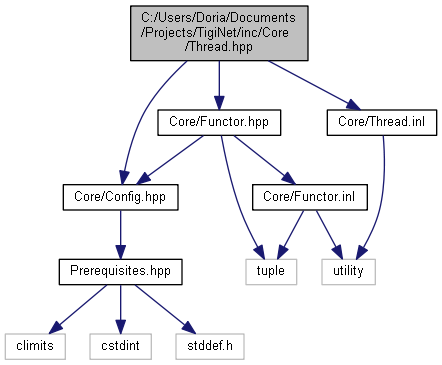 C:/Users/Doria/Documents
/Projects/TigiNet/inc/Core
/Thread.hpp
Core/Functor.hpp
Core/Thread.inl
Core/Config.hpp
Core/Functor.inl
Prerequisites.hpp
tuple
utility
climits
cstdint
stddef.h